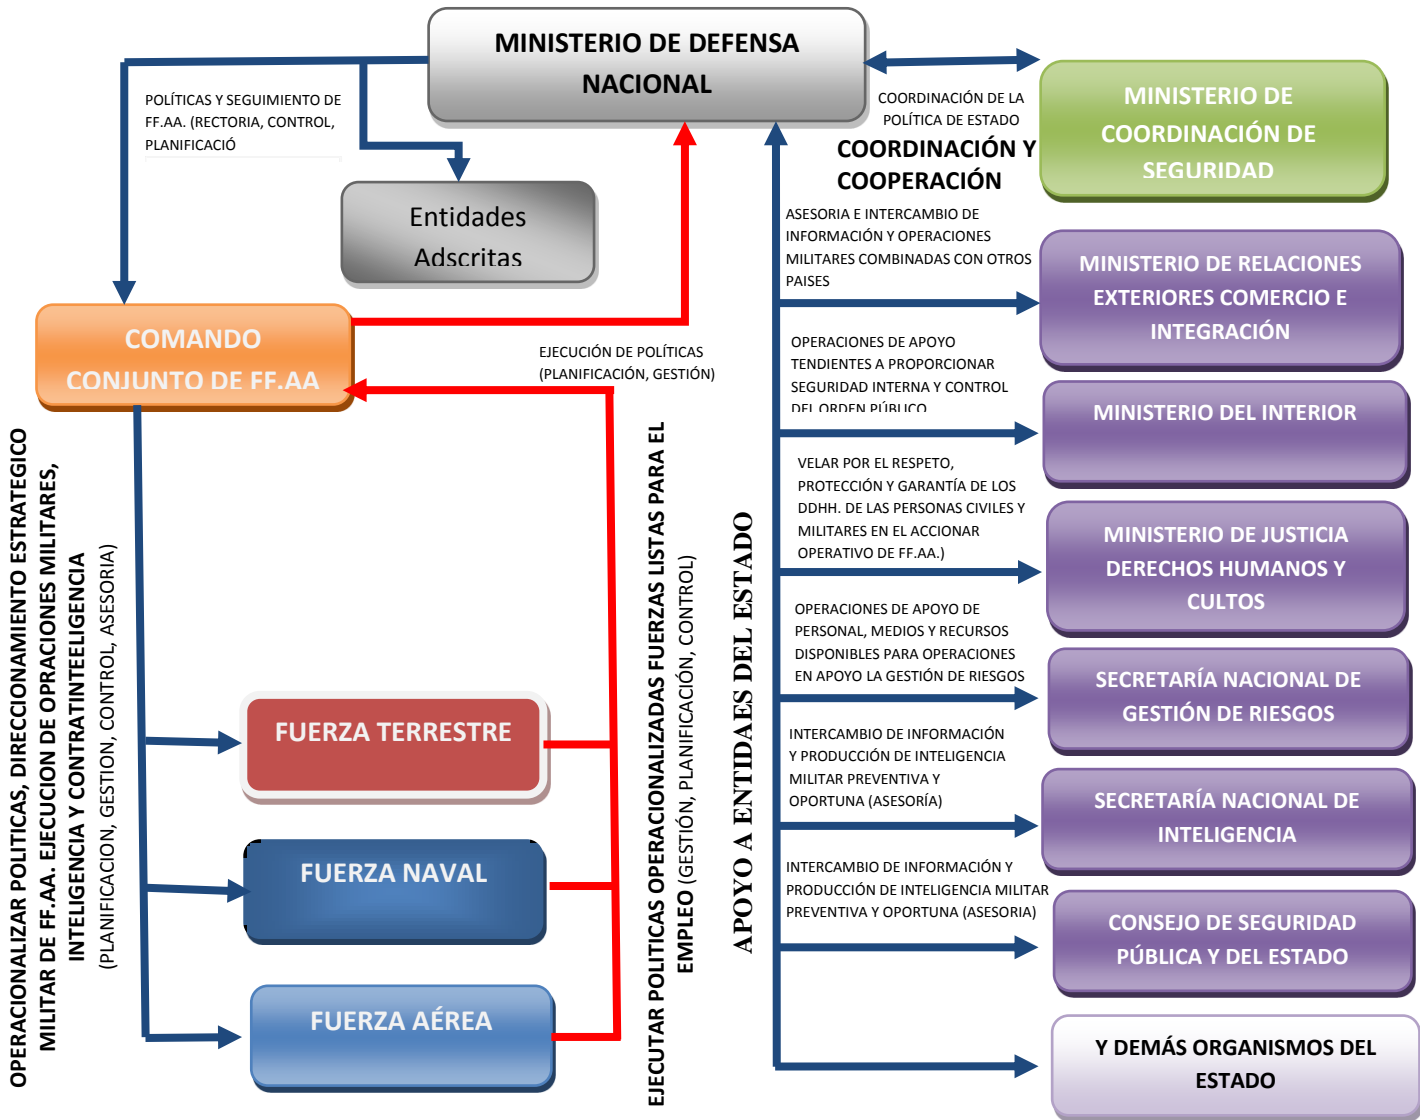 MINISTERIO DE DEFENSA
NACIONAL
POLÍTICAS Y SEGUIMIENTO DE
FF.AA. (RECTORIA, CONTROL,
PLANIFICACIÓ
Entidades
Adscritas
COORDINACIÓN DE LA
POLÍTICA DE ESTADO
COORDINACIÓN Y
COOPERACIÓN
MINISTERIO DE
COORDINACIÓN DE
SEGURIDAD
ASESORIA E INTERCAMBIO DE
INFORMACIÓN Y OPERACIONES
MILITARES COMBINADAS CON OTROS
PAISES
MINISTERIO DE RELACIONES
EXTERIORES COMERCIO E
INTEGRACIÓN
COMANDO
CONJUNTO DE FF.AA
EJECUCIÓN DE POLÍTICAS
(PLANIFICACIÓN, GESTIÓN)
OPERACIONES DE APOYO
TENDIENTES A PROPORCIONAR
SEGURIDAD INTERNA Y CONTROL
DEL ORDEN PÚBLICO
MINISTERIO DEL INTERIOR
VELAR POR EL RESPETO,
PROTECCIÓN Y GARANTÍA DE LOS
DDHH. DE LAS PERSONAS CIVILES Y
MILITARES EN EL ACCIONAR
OPERATIVO DE FF.AA.)
MINISTERIO DE JUSTICIA
DERECHOS HUMANOS Y
CULTOS
OPERACIONES DE APOYO DE
PERSONAL, MEDIOS Y RECURSOS
DISPONIBLES PARA OPERACIONES
EN APOYO LA GESTIÓN DE RIESGOS
SECRETARÍA NACIONAL DE
GESTIÓN DE RIESGOS
INTERCAMBIO DE INFORMACIÓN
Y PRODUCCIÓN DE INTELIGENCIA
MILITAR PREVENTIVA Y
OPORTUNA (ASESORÍA)
SECRETARÍA NACIONAL DE
INTELIGENCIA
INTERCAMBIO DE INFORMACIÓN Y
PRODUCCIÓN DE INTELIGENCIA MILITAR
PREVENTIVA Y OPORTUNA (ASESORIA)
CONSEJO DE SEGURIDAD
PÚBLICA Y DEL ESTADO
Y DEMÁS ORGANISMOS DEL
ESTADO
OPERACIONALIZAR POLITICAS, DIRECCIONAMIENTO ESTRATEGICO
MILITAR DE FF.AA. EJECUCION DE OPRACIONES MILITARES,
INTELIGENCIA Y CONTRATINTEELIGENCIA
(PLANIFICACION, GESTION, CONTROL, ASESORIA)
FUERZA TERRESTRE
FUERZA NAVAL
FUERZA AÉREA
EJECUTAR POLITICAS OPERACIONALIZADAS FUERZAS LISTAS PARA EL
EMPLEO (GESTIÓN, PLANIFICACIÓN, CONTROL)
APOYO A ENTIDAES DEL ESTADO